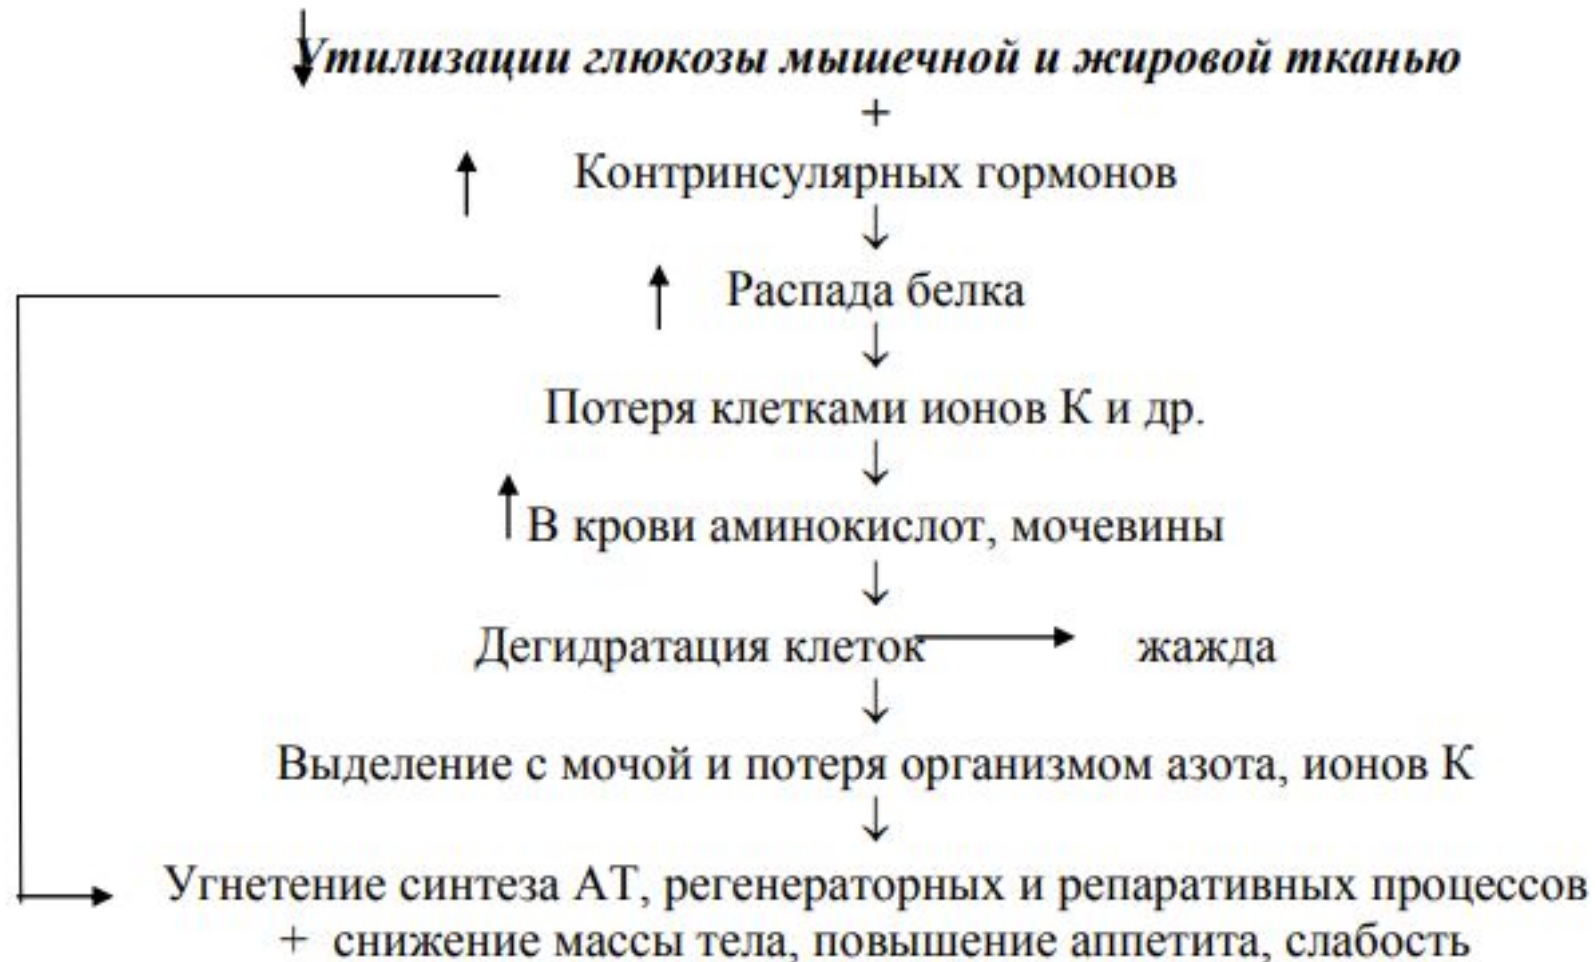 Утилизации глюкозы мышечной и жировой тканью
+
Контринсулярных гормонов
Распада белка
Потеря клетками ионов К и др.
В крови аминокислот, мочевины
Дегидратация клеток жажда
Выделение с мочой и потеря организмом азота, ионов К
Угнетение синтеза АТ, регенераторных и репаративных процессов
+ снижение массы тела, повышение аппетита, слабость